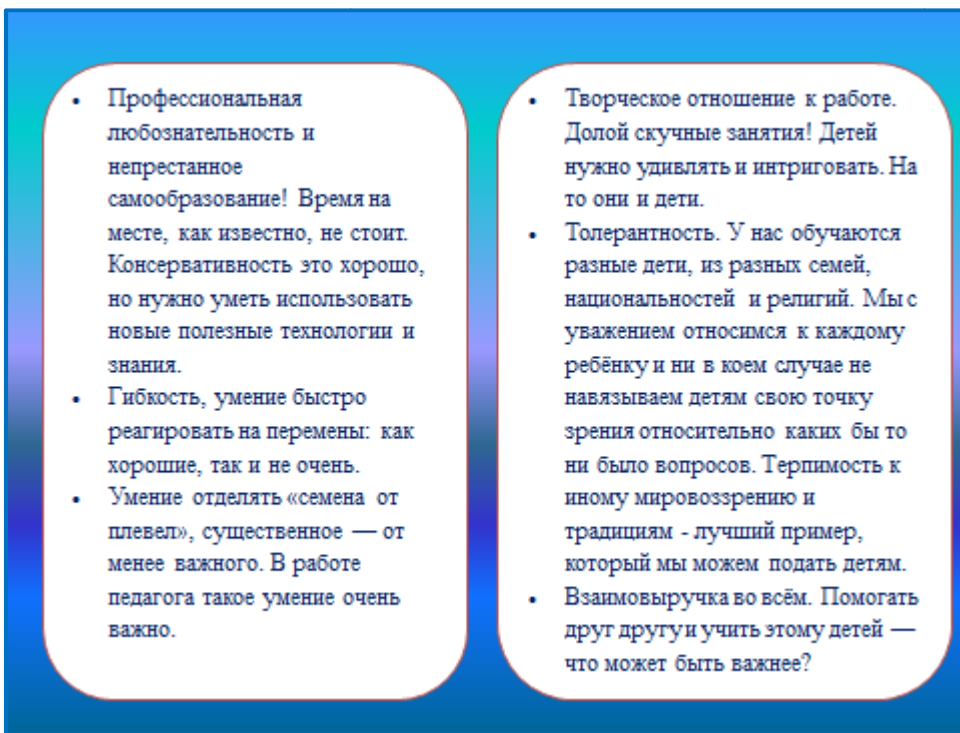 • Профессиональная
любознательность и
непрестанное
самообразование! Время на
месте, как известно, не стоит.
Консервативность это хорошо,
но нужно уметь использовать
новые полезные технологии и
знания.
• Гибкость, умение быстро
реагировать на перемены: как
хорошие, так и не очень.
• Умение отделять «семена от
плевел», существенное — от
менее важного. В работе
педагога такое умение очень
важно.
• Творческое отношение к работе.
Долой скучные занятия! Детей
нужно удивлять и интриговать. На
то они и дети.
• Толерантность. У нас обучаются
разные дети, из разных семей,
национальностей и религий. Мы с
уважением относимся к каждому
ребёнку и ни в коем случае не
навязываем детям свою точку
зрения относительно каких бы то
ни было вопросов. Терпимость к
иному мировоззрению и
традициям - лучший пример,
который мы можем подать детям.
• Взаимовыручка во всём. Помогать
друг другу и учить этому детей —
что может быть важнее?